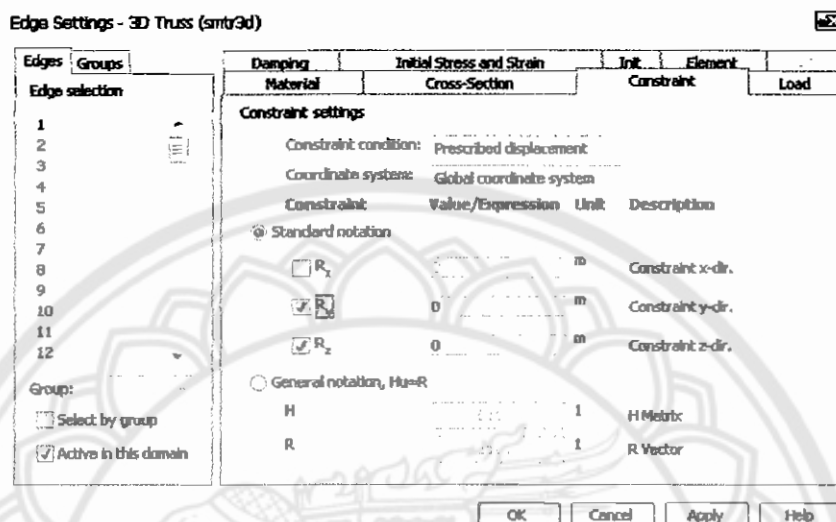 Edge Settings - 3D Truss (smtr3d)
Edges Groups
Edge selection
1
2
3
4
5
6
7
8
9
10
11
12
Group:
Select by group
Active in this domain
Damping Initial Stress and Strain Init Element
Material Cross-Section Constraint Load
Constraint settings
Constraint condition: Prescribed displacement
Coordinate system: Global coordinate system
Constraint Value/Expression Unit Description
Standard notation
Rx m Constraint x-dir.
Ry 0 m Constraint y-dir.
Rz 0 m Constraint z-dir.
General notation, Hu=R
H 1 H Matrix
R 1 R Vector
OK Cancel Apply Help